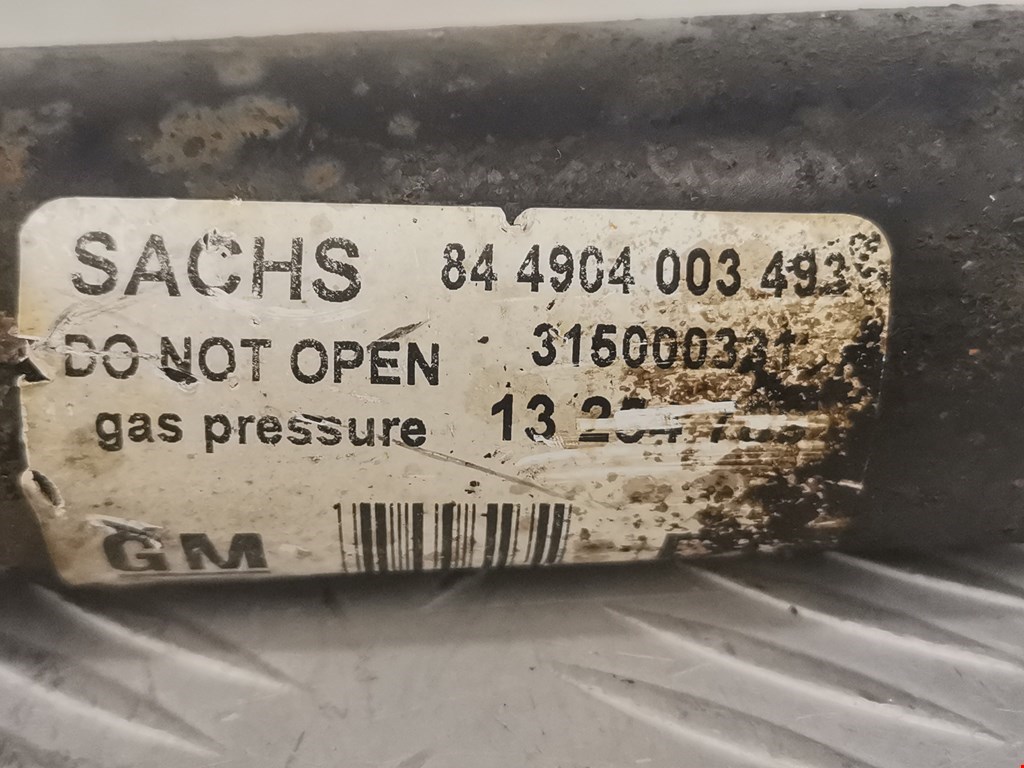 SACHS 84 4904 003 493
DO NOT OPEN 315000331
gas pressure 13
GM